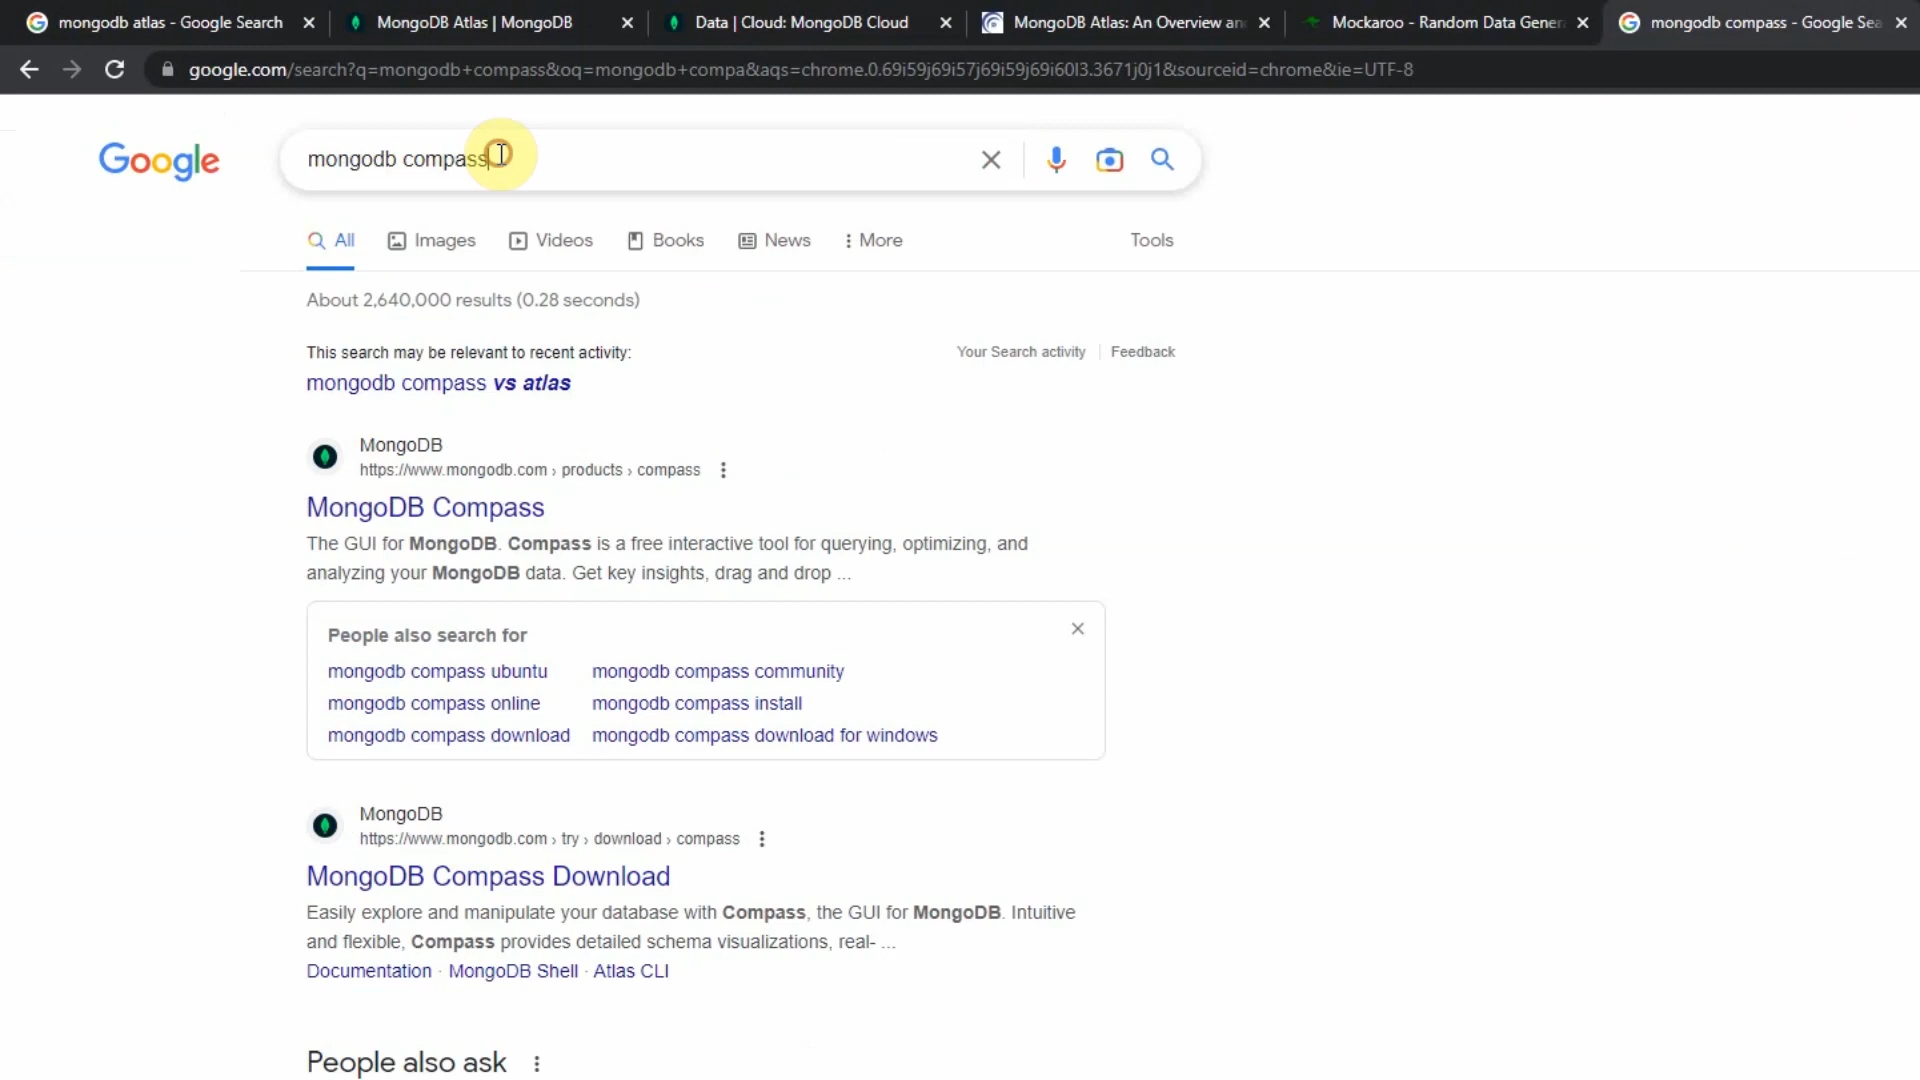 mongodb atlas - Google Search
MongoDB Atlas | MongoDB
Data | Cloud: MongoDB Cloud
MongoDB Atlas: An Overview an
Mockaroo - Random Data Gener
mongodb compass - Google Sea
google.com/search?q=mongodb+compass&oq=mongodb+compa&aqs=chrome.0.69i59j69i57j69i59j69i60l3.3671j0j1&sourceid=chrome&ie=UTF-8
Google
mongodb compass
All Images Videos Books News More Tools
About 2,640,000 results (0.28 seconds)
This search may be relevant to recent activity:
Your Search activity Feedback
mongodb compass vs atlas
MongoDB
https://www.mongodb.com › products › compass
MongoDB Compass
The GUI for MongoDB. Compass is a free interactive tool for querying, optimizing, and
analyzing your MongoDB data. Get key insights, drag and drop ...
People also search for
mongodb compass ubuntu mongodb compass community
mongodb compass online mongodb compass install
mongodb compass download mongodb compass download for windows
MongoDB
https://www.mongodb.com › try › download › compass
MongoDB Compass Download
Easily explore and manipulate your database with Compass, the GUI for MongoDB. Intuitive
and flexible, Compass provides detailed schema visualizations, real- ...
Documentation · MongoDB Shell · Atlas CLI
People also ask